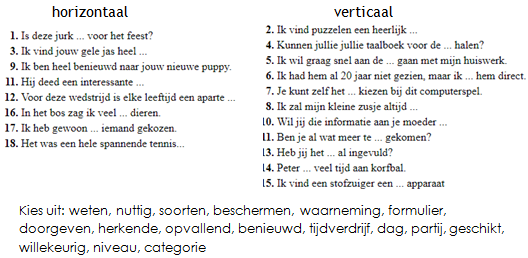 horizontaal
1. Is deze jurk ... voor het feest?
3. Ik vind jouw gele jas heel ...
9. Ik ben heel benieuwd naar jouw nieuwe puppy.
11. Hij deed een interessante ...
12. Voor deze wedstrijd is elke leeftijd een aparte ...
16. In het bos zag ik veel ... dieren.
17. Ik heb gewoon ... iemand gekozen.
18. Het was een hele spannende tennis...
verticaal
2. Ik vind puzzelen een heerlijk ...
4. Kunnen jullie jullie taalboek voor de ... halen?
5. Ik wil graag snel aan de ... gaan met mijn huiswerk.
6. Ik had hem al 20 jaar niet gezien, maar ik ... hem direct.
7. Je kunt zelf het ... kiezen bij dit computerspel.
8. Ik zal mijn kleine zusje altijd ...
10. Wil jij die informatie aan je moeder ...
11. Ben je al wat meer te ... gekomen?
13. Heb jij het ... al ingevuld?
14. Peter ... veel tijd aan korfbal.
15. Ik vind een stofzuiger een ... apparaat
Kies uit: weten, nuttig, soorten, beschermen, waarneming, formulier,
doorgeven, herkende, opvallend, benieuwd, tijdverdrijf, dag, partij, geschikt,
willekeurig, niveau, categorie